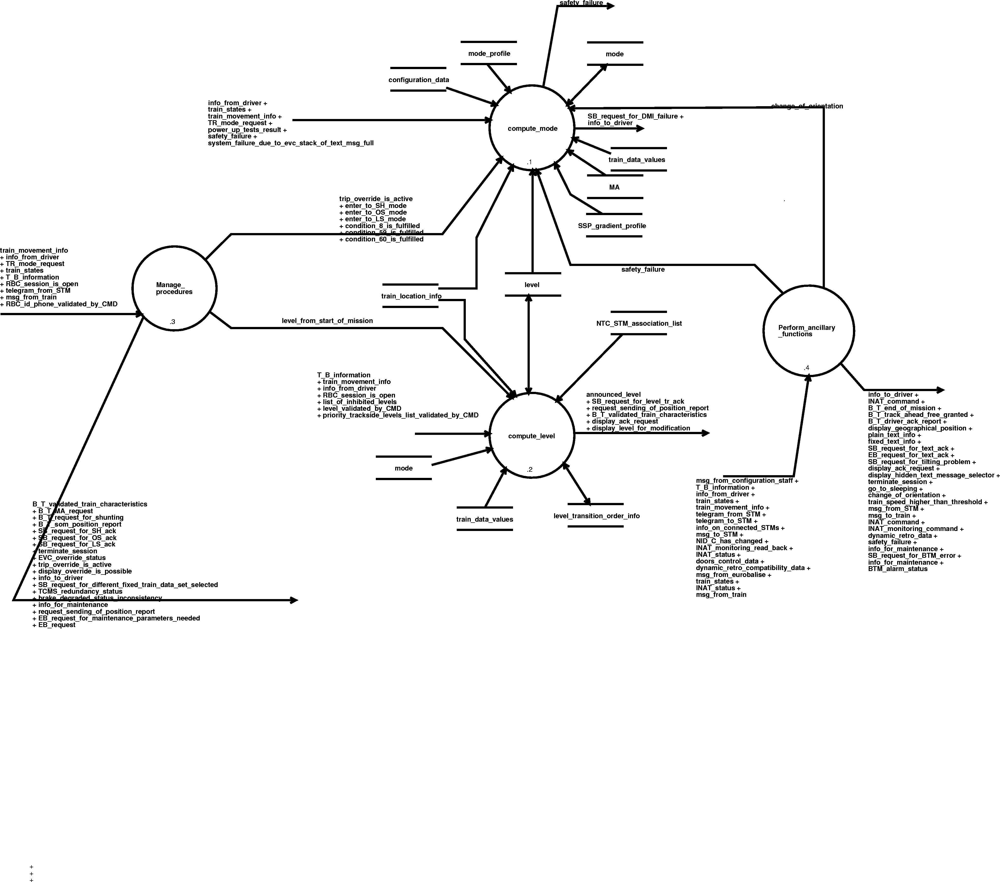 safety_failure
mode_profile
mode
configuration_data
info_from_driver +
train_states +
train_movement_info +
TR_mode_request +
power_up_tests_result +
safety_failure +
system_failure_due_to_evc_stack_of_text_msg_full
compute_mode
.1
change_of_orientation
SB_request_for_DMI_failure +
info_to_driver
train_data_values
MA
SSP_gradient_profile
trip_override_is_active
+ enter_to_SH_mode
+ enter_to_OS_mode
+ enter_to_LS_mode
+ condition_8_is_fulfilled
+ condition_59_is_fulfilled
+ condition_60_is_fulfilled
.
train_movement_info
+ info_from_driver
+ TR_mode_request
+ train_states
+ T_B_information
+ RBC_session_is_open
+ telegram_from_STM
+ msg_from_train
+ RBC_id_phone_validated_by_CMD
Manage_
procedures
.3
safety_failure
level
train_location_info
level_from_start_of_mission
NTC_STM_association_list
Perform_ancillary
_functions
.4
T_B_information
+ train_movement_info
+ info_from_driver
+ RBC_session_is_open
+ list_of_inhibited_levels
+ level_validated_by_CMD
+ priority_trackside_levels_list_validated_by_CMD
compute_level
.2
announced_level
+ SB_request_for_level_tr_ack
+ request_sending_of_position_report
+ B_T_validated_train_characteristics
+ display_ack_request
+ display_level_for_modification
mode
train_data_values
level_transition_order_info
info_to_driver +
INAT_command +
B_T_end_of_mission +
B_T_track_ahead_free_granted +
B_T_driver_ack_report +
display_geographical_position +
plain_text_info +
fixed_text_info +
SB_request_for_text_ack +
EB_request_for_text_ack +
SB_request_for_tilting_problem +
display_ack_request +
display_hidden_text_message_selector +
terminate_session +
go_to_sleeping +
change_of_orientation +
train_speed_higher_than_threshold +
msg_from_STM +
msg_to_train +
INAT_command +
INAT_monitoring_command +
dynamic_retro_data +
safety_failure +
info_for_maintenance +
SB_request_for_BTM_error +
info_for_maintenance +
BTM_alarm_status
msg_from_configuration_staff +
T_B_information +
info_from_driver +
train_states +
train_movement_info +
telegram_from_STM +
telegram_to_STM +
info_on_connected_STMs +
msg_to_STM +
NID_C_has_changed +
INAT_monitoring_read_back +
INAT_status +
doors_control_data +
dynamic_retro_compatibility_data +
msg_from_eurobalise +
train_states +
INAT_status +
msg_from_train
B_T_validated_train_characteristics
+ B_T_MA_request
+ B_T_request_for_shunting
+ B_T_som_position_report
+ SB_request_for_SH_ack
+ SB_request_for_OS_ack
+ SB_request_for_LS_ack
+ terminate_session
+ EVC_override_status
+ trip_override_is_active
+ display_override_is_possible
+ info_to_driver
+ SB_request_for_different_fixed_train_data_set_selected
+ TCMS_redundancy_status
+ brake_degraded_status_inconsistency
+ info_for_maintenance
+ request_sending_of_position_report
+ EB_request_for_maintenance_parameters_needed
+ EB_request
+
+
+